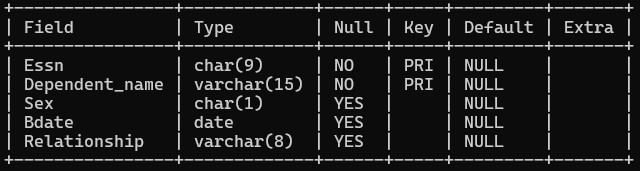 +----------------+-------------+------+-----+---------+-------+
| Field          | Type        | Null | Key | Default | Extra |
+----------------+-------------+------+-----+---------+-------+
| Essn           | char(9)     | NO   | PRI | NULL    |       |
| Dependent_name | varchar(15) | NO   | PRI | NULL    |       |
| Sex            | char(1)     | YES  |     | NULL    |       |
| Bdate          | date        | YES  |     | NULL    |       |
| Relationship   | varchar(8)  | YES  |     | NULL    |       |
+----------------+-------------+------+-----+---------+-------+